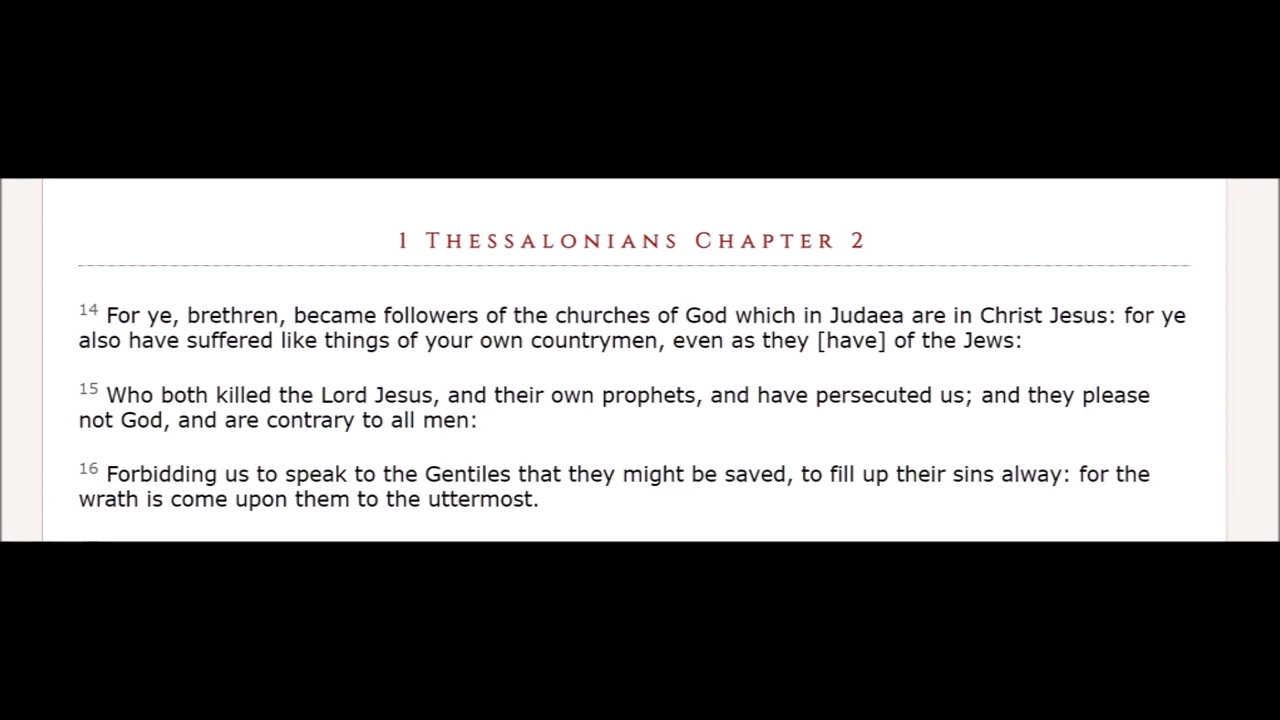 1 Thessalonians Chapter 2
14 For ye, brethren, became followers of the churches of God which in Judaea are in Christ Jesus: for ye
also have suffered like things of your own countrymen, even as they [have] of the Jews:
15 Who both killed the Lord Jesus, and their own prophets, and have persecuted us; and they please
not God, and are contrary to all men:
16 Forbidding us to speak to the Gentiles that they might be saved, to fill up their sins alway: for the
wrath is come upon them to the uttermost.